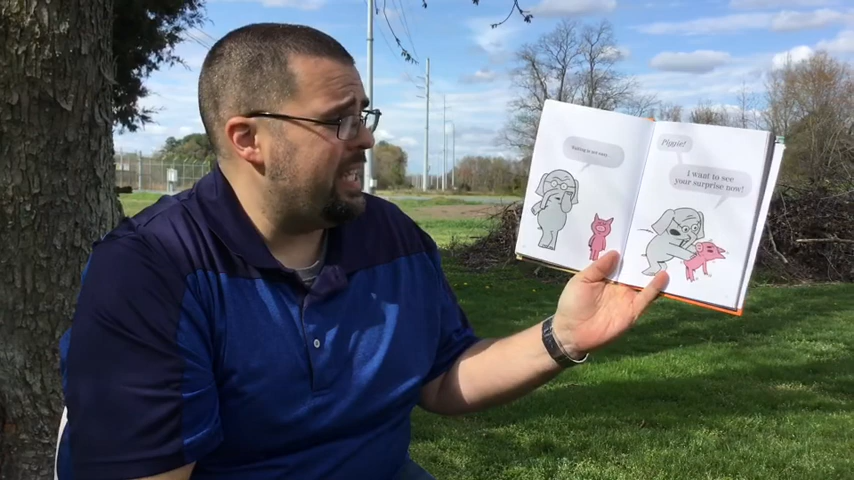 Waiting is not easy.
Piggie!
I want to see
your surprise now!